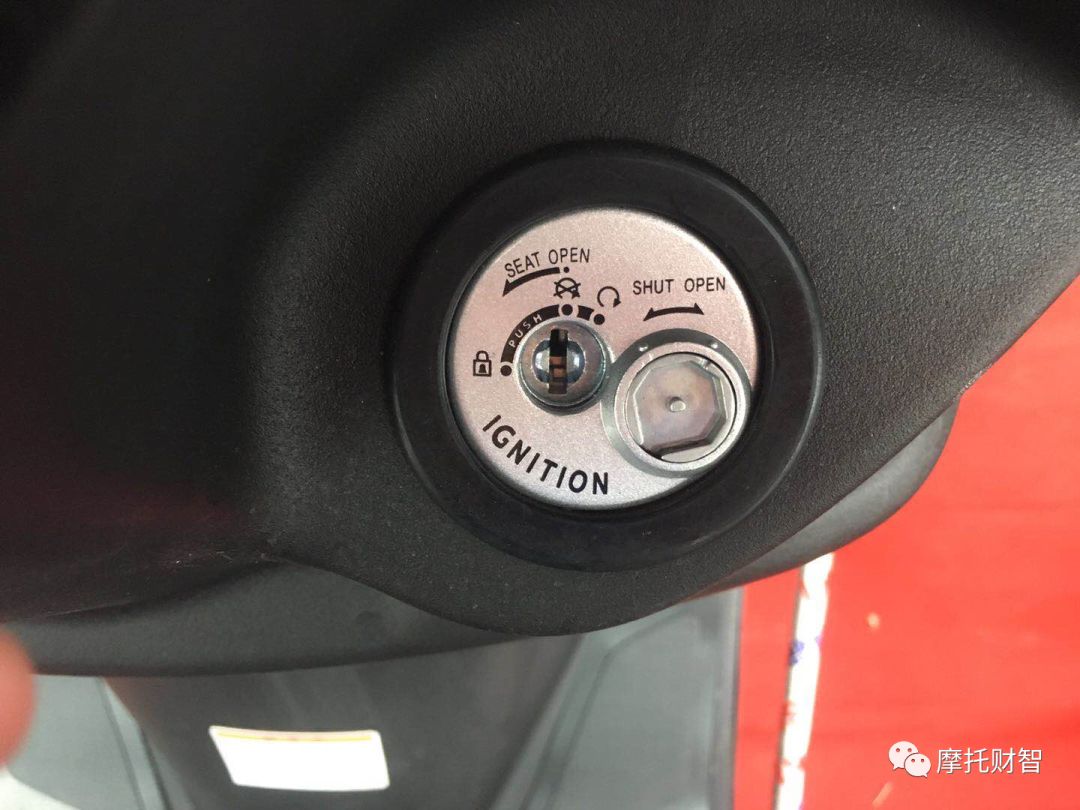 SEAT OPEN
SHUT OPEN
PUSH
IGNITION
摩托财智